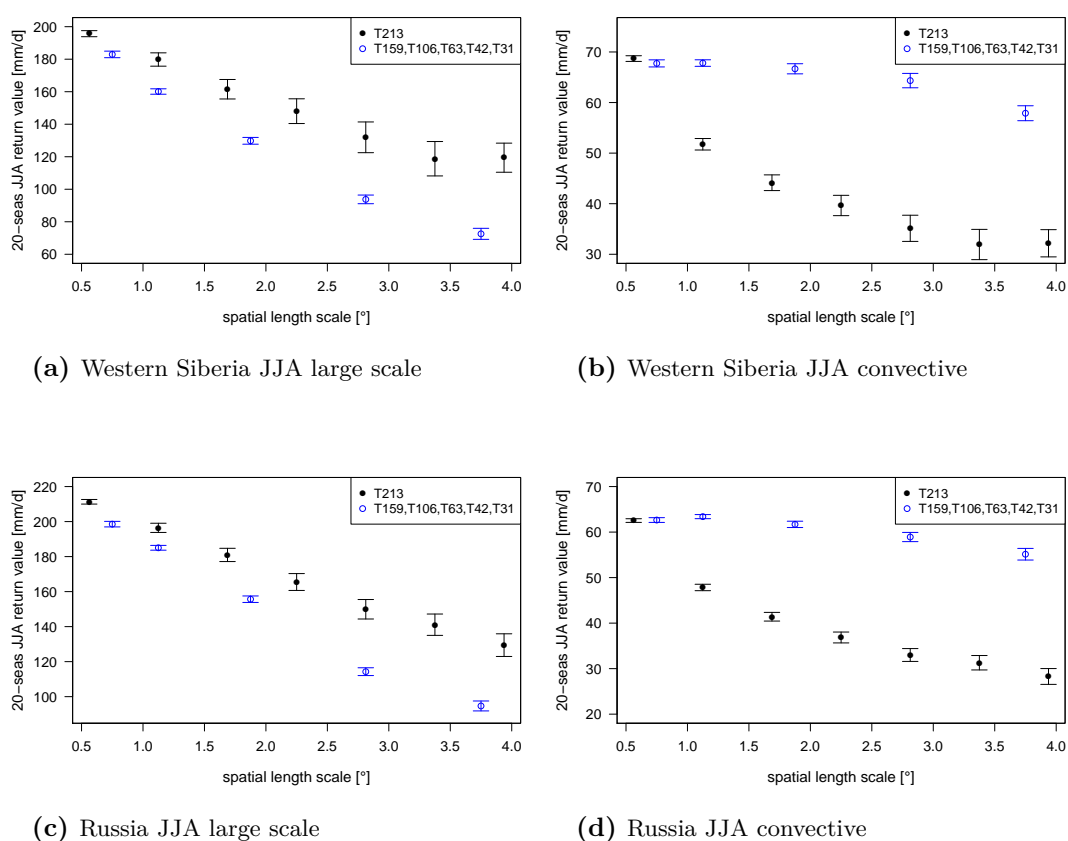 20−seas JJA return value [mm/d]
200
180
160
140
120
100
80
60
T213
T159,T106,T63,T42,T31
0.5 1.0 1.5 2.0 2.5 3.0 3.5 4.0
spatial length scale [°]
(a) Western Siberia JJA large scale
20−seas JJA return value [mm/d]
70
60
50
40
30
T213
T159,T106,T63,T42,T31
0.5 1.0 1.5 2.0 2.5 3.0 3.5 4.0
spatial length scale [°]
(b) Western Siberia JJA convective
20−seas JJA return value [mm/d]
220
200
180
160
140
120
100
T213
T159,T106,T63,T42,T31
0.5 1.0 1.5 2.0 2.5 3.0 3.5 4.0
spatial length scale [°]
(c) Russia JJA large scale
20−seas JJA return value [mm/d]
70
60
50
40
30
20
T213
T159,T106,T63,T42,T31
0.5 1.0 1.5 2.0 2.5 3.0 3.5 4.0
spatial length scale [°]
(d) Russia JJA convective